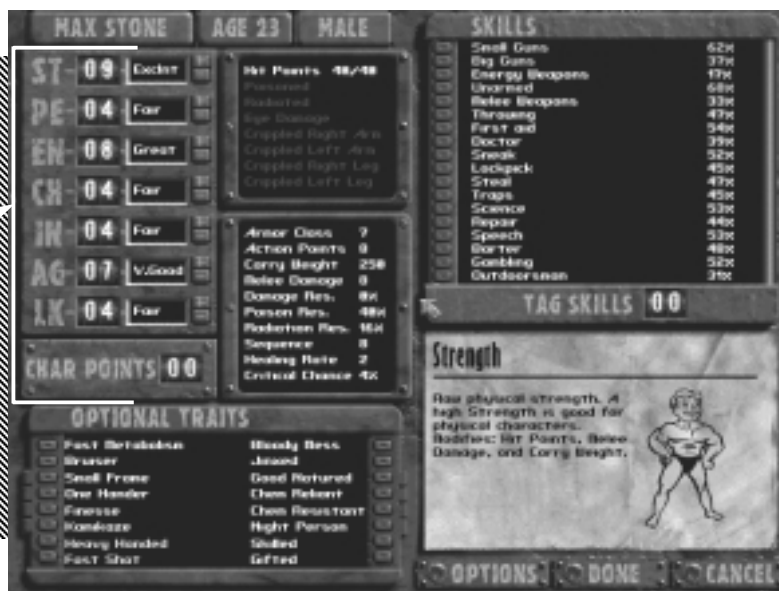 MAX STONE AGE 23 MALE
ST 09 Exclnt
PE 04 Fair
EN 08 Great
CH 04 Fair
IN 04 Fair
AG 07 V.Good
LK 04 Fair
CHAR POINTS 00
Hit Points 40/40
Poisoned
Radiated
Eye Damage
Crippled Right Arm
Crippled Left Arm
Crippled Right Leg
Crippled Left Leg
Armor Class 7
Action Points 8
Carry Weight 250
Melee Damage 8
Damage Res. 0%
Poison Res. 40%
Radiation Res. 16%
Sequence 8
Healing Rate 2
Critical Chance 4%
OPTIONAL TRAITS
Fast Metabolism Bloody Mess
Bruiser Jinxed
Small Frame Good Natured
One Hander Chem Reliant
Finesse Chem Resistant
Kamikaze Night Person
Heavy Handed Skilled
Fast Shot Gifted
SKILLS
Small Guns 62%
Big Guns 37%
Energy Weapons 17%
Unarmed
Melee Weapons 33%
Throwing 47%
First aid 54%
Doctor 39%
Sneak 52%
Lockpick 45%
Steal 47%
Traps 45%
Science 53%
Repair 44%
Speech 53%
Barter 48%
Gambling 52%
Outdoorsman 31%
TAG SKILLS 00
Strength
Raw physical strength. A
high Strength is good for
physical characters.
Modifies: Hit Points, Melee
Damage, and Carry Weight.
OPTIONS DONE CANCEL